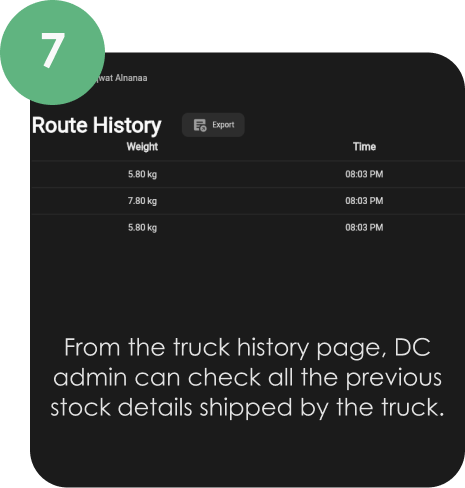 7
Alnanaa
Route History
Export
Weight Time
5.80 kg 08:03 PM
7.80 kg 08:03 PM
5.80 kg 08:03 PM
From the truck history page, DC
admin can check all the previous
stock details shipped by the truck.